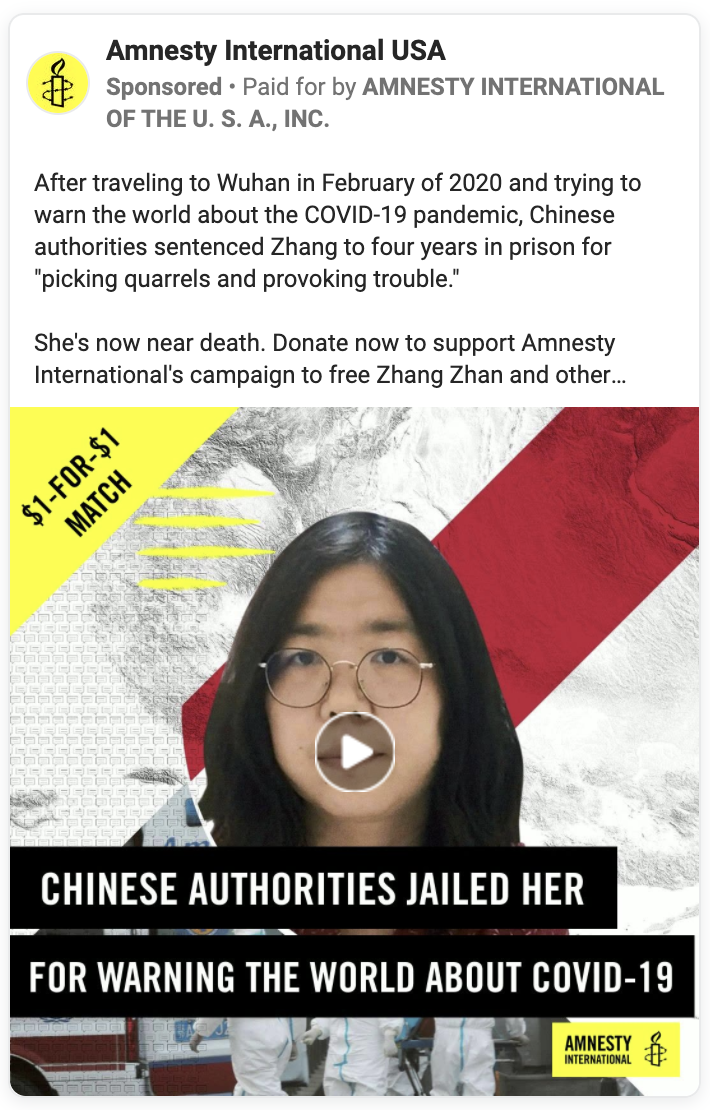 Amnesty International USA
Sponsored • Paid for by AMNESTY INTERNATIONAL
OF THE U. S. A., INC.
After traveling to Wuhan in February of 2020 and trying to
warn the world about the COVID-19 pandemic, Chinese
authorities sentenced Zhang to four years in prison for
"picking quarrels and provoking trouble."
She's now near death. Donate now to support Amnesty
International's campaign to free Zhang Zhan and other...
$1-FOR-$1
MATCH
CHINESE AUTHORITIES JAILED HER
FOR WARNING THE WORLD ABOUT COVID-19
AMNESTY
INTERNATIONAL